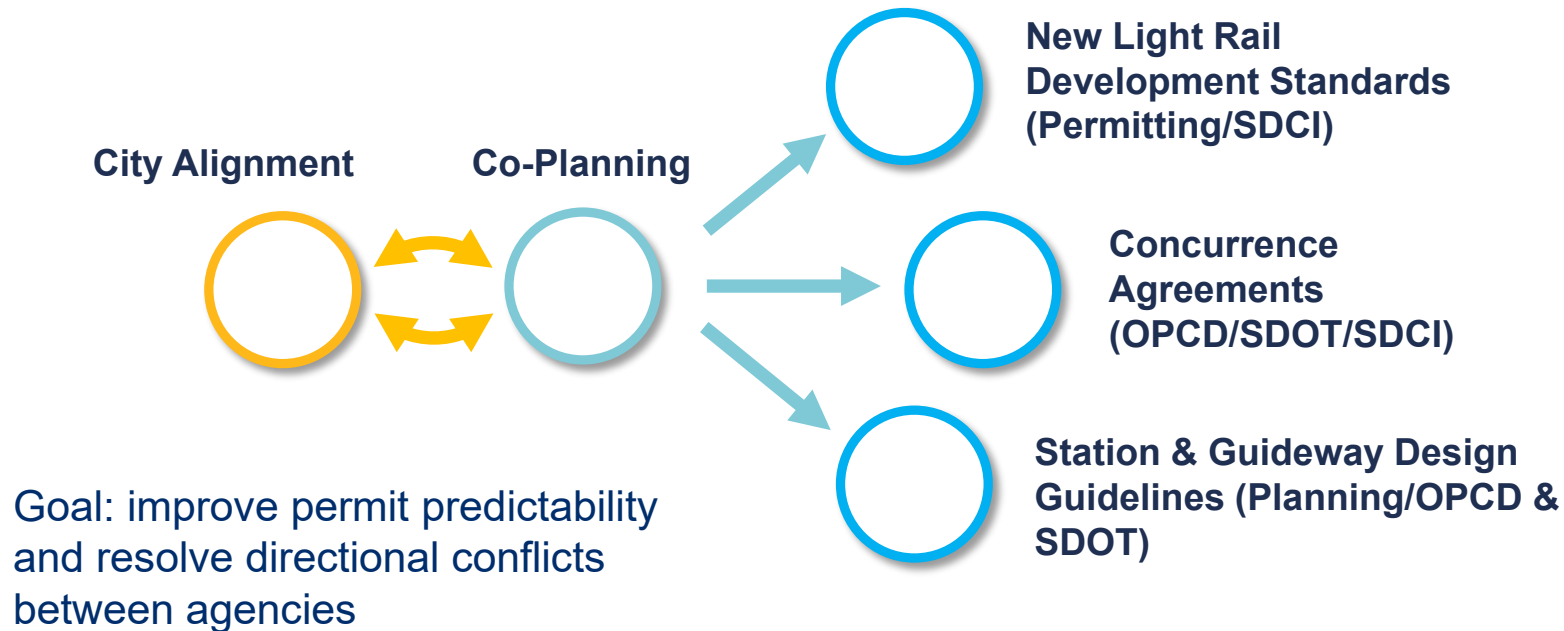 City Alignment
Co-Planning
New Light Rail
Development Standards
(Permitting/SDCI)
Concurrence
Agreements
(OPCD/SDOT/SDCI)
Station & Guideway Design
Guidelines (Planning/OPCD &
SDOT)
Goal: improve permit predictability
and resolve directional conflicts
between agencies